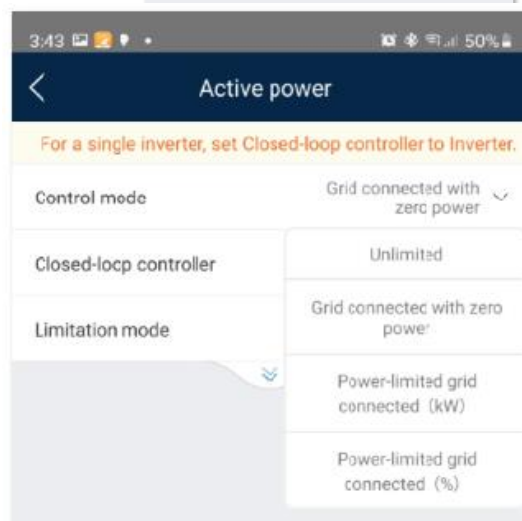 3:43 50%
Active power
For a single inverter, set Closed-loop controller to Inverter.
Control mode
Grid connected with
zero power
Closed-locp controller
Unlimited
Grid connected with zero
power
Limitation mode
Power-limited grid
connected (kW)
Power-limited grid
connected (%)